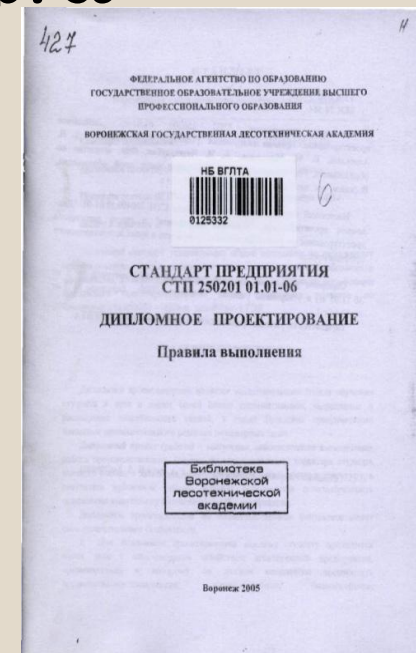 427
ФЕДЕРАЛЬНОЕ АГЕНТСТВО ПО ОБРАЗОВАНИЮ
ГОСУДАРСТВЕННОЕ ОБРАЗОВАТЕЛЬНОЕ УЧРЕЖДЕНИЕ ВЫСШЕГО
ПРОФЕССИОНАЛЬНОГО ОБРАЗОВАНИЯ
ВОРОНЕЖСКАЯ ГОСУДАРСТВЕННАЯ ЛЕСОТЕХНИЧЕСКАЯ АКАДЕМИЯ
НБ ВГЛТА
0125332
6
СТАНДАРТ ПРЕДПРИЯТИЯ
СТП 250201 01.01-06
ДИПЛОМНОЕ ПРОЕКТИРОВАНИЕ
Правила выполнения
Библиотека
Воронежской
лесотехнической
академии
Воронеж 2005